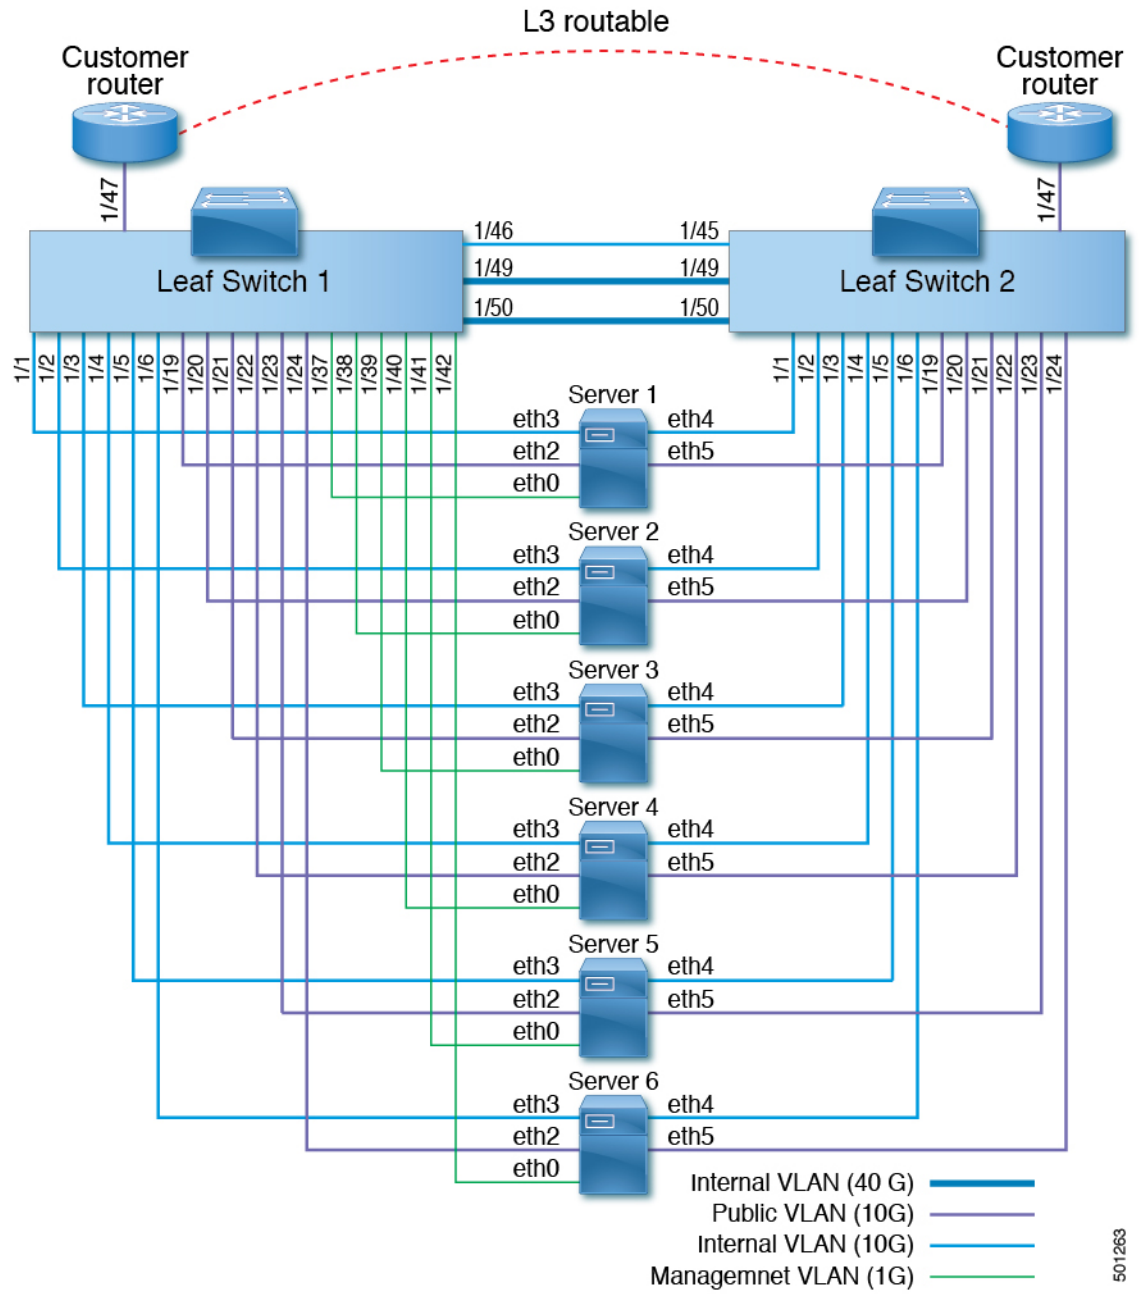 L3 routable
Customer
router
Customer
router
1/47
1/47
Leaf Switch 1
Leaf Switch 2
1/46
1/45
1/49
1/49
1/50
1/50
1/1
1/2
1/3
1/4
1/5
1/6
1/19
1/20
1/21
1/22
1/23
1/24
1/37
1/38
1/39
1/40
1/41
1/42
1/1
1/2
1/3
1/4
1/5
1/6
1/19
1/20
1/21
1/22
1/23
1/24
Server 1
eth3
eth4
eth2
eth5
eth0
Server 2
eth3
eth4
eth2
eth5
eth0
Server 3
eth3
eth4
eth2
eth5
eth0
Server 4
eth3
eth4
eth2
eth5
eth0
Server 5
eth3
eth4
eth2
eth5
eth0
Server 6
eth3
eth4
eth2
eth5
eth0
Internal VLAN (40 G)
Public VLAN (10G)
Internal VLAN (10G)
Managemnet VLAN (1G)
501263